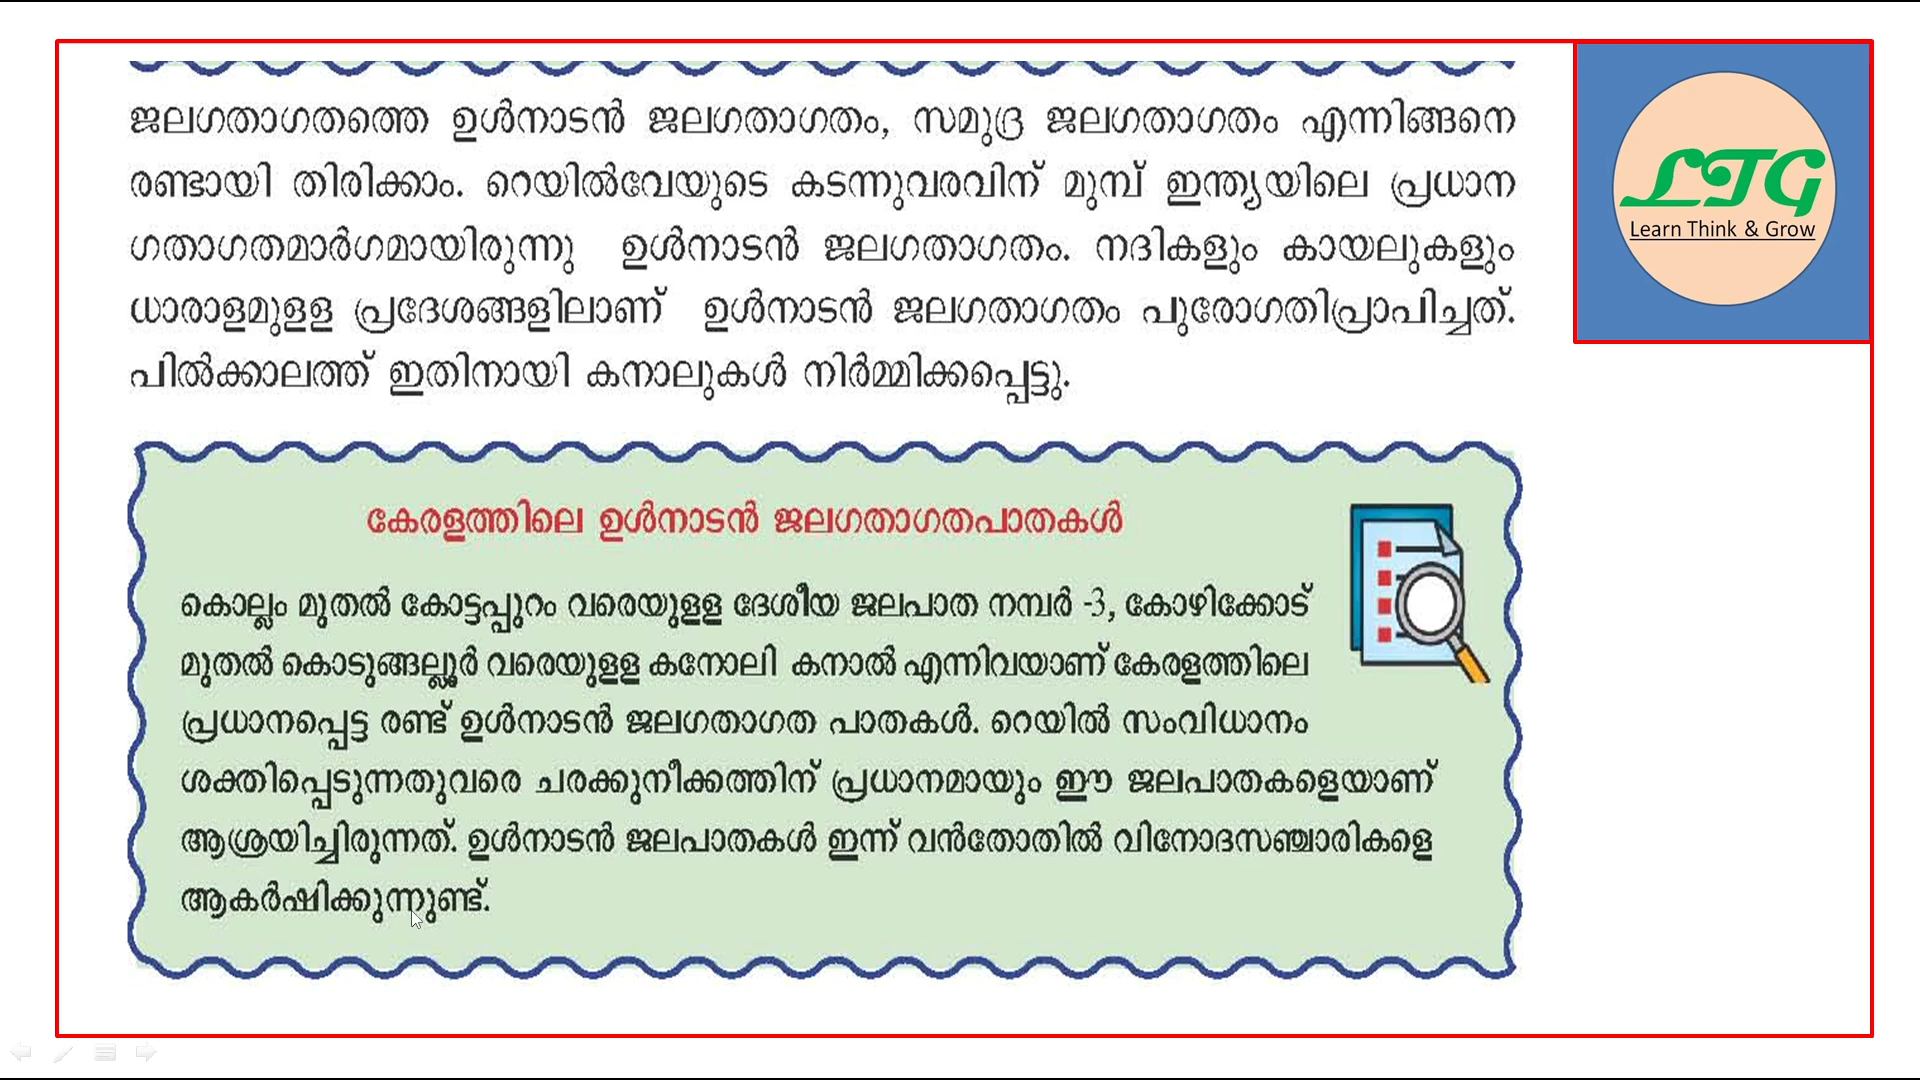 ജലഗതാഗതത്തെ ഉൾനാടൻ ജലഗതാഗതം, സമുദ്ര ജലഗതാഗതം എന്നിങ്ങനെ
രണ്ടായി തിരിക്കാം. റെയിൽവേയുടെ കടന്നുവരവിന് മുമ്പ് ഇന്ത്യയിലെ പ്രധാന
ഗതാഗതമാർഗമായിരുന്നു ഉൾനാടൻ ജലഗതാഗതം. നദികളും കായലുകളും
ധാരാളമുളള പ്രദേശങ്ങളിലാണ് ഉൾനാടൻ ജലഗതാഗതം പുരോഗതിപ്രാപിച്ചത്.
പിൽക്കാലത്ത് ഇതിനായി കനാലുകൾ നിർമ്മിക്കപ്പെട്ടു.
LTG
Learn Think & Grow
കേരളത്തിലെ ഉൾനാടൻ ജലഗതാഗതപാതകൾ
കൊല്ലം മുതൽ കോട്ടപ്പുറം വരെയുളള ദേശീയ ജലപാത നമ്പർ -3, കോഴിക്കോട്
മുതൽ കൊടുങ്ങല്ലൂർ വരെയുളള കനോലി കനാൽ എന്നിവയാണ് കേരളത്തിലെ
പ്രധാനപ്പെട്ട രണ്ട് ഉൾനാടൻ ജലഗതാഗത പാതകൾ. റെയിൽ സംവിധാനം
ശക്തിപ്പെടുന്നതുവരെ ചരക്കുനീക്കത്തിന് പ്രധാനമായും ഈ ജലപാതകളെയാണ്
ആശ്രയിച്ചിരുന്നത്. ഉൾനാടൻ ജലപാതകൾ ഇന്ന് വൻതോതിൽ വിനോദസഞ്ചാരികളെ
ആകർഷിക്കുന്നുണ്ട്.